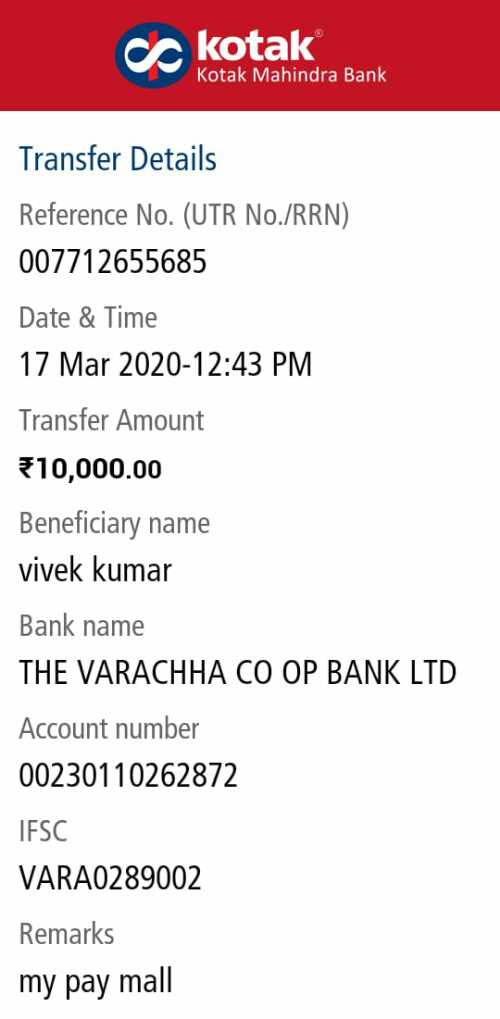 kotak®
Kotak Mahindra Bank
Transfer Details
Reference No. (UTR No./RRN)
007712655685
Date & Time
17 Mar 2020-12:43 PM
Transfer Amount
₹10,000.00
Beneficiary name
vivek kumar
Bank name
THE VARACHHA CO OP BANK LTD
Account number
00230110262872
IFSC
VARA0289002
Remarks
my pay mall